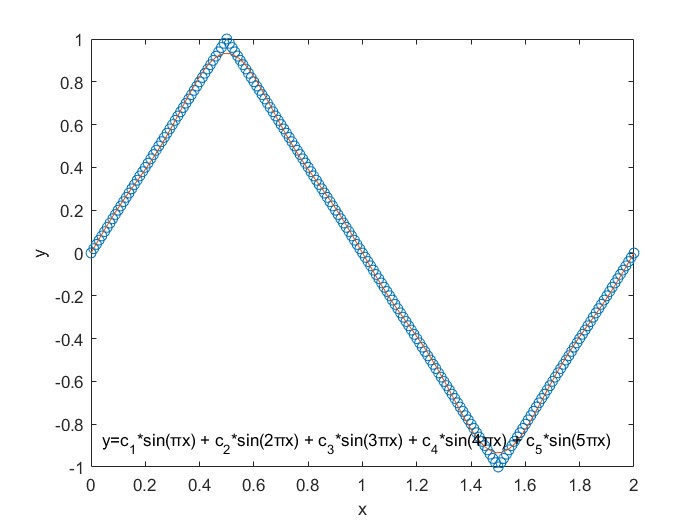 1
0.8
0.6
0.4
0.2
0
-0.2
-0.4
-0.6
-0.8
-1
y
y=c₁*sin(πx) + c₂*sin(2πx) + c₃*sin(3πx) + c₄*sin(4πx) + c₅*sin(5πx)
0 0.2 0.4 0.6 0.8 1 1.2 1.4 1.6 1.8 2
x